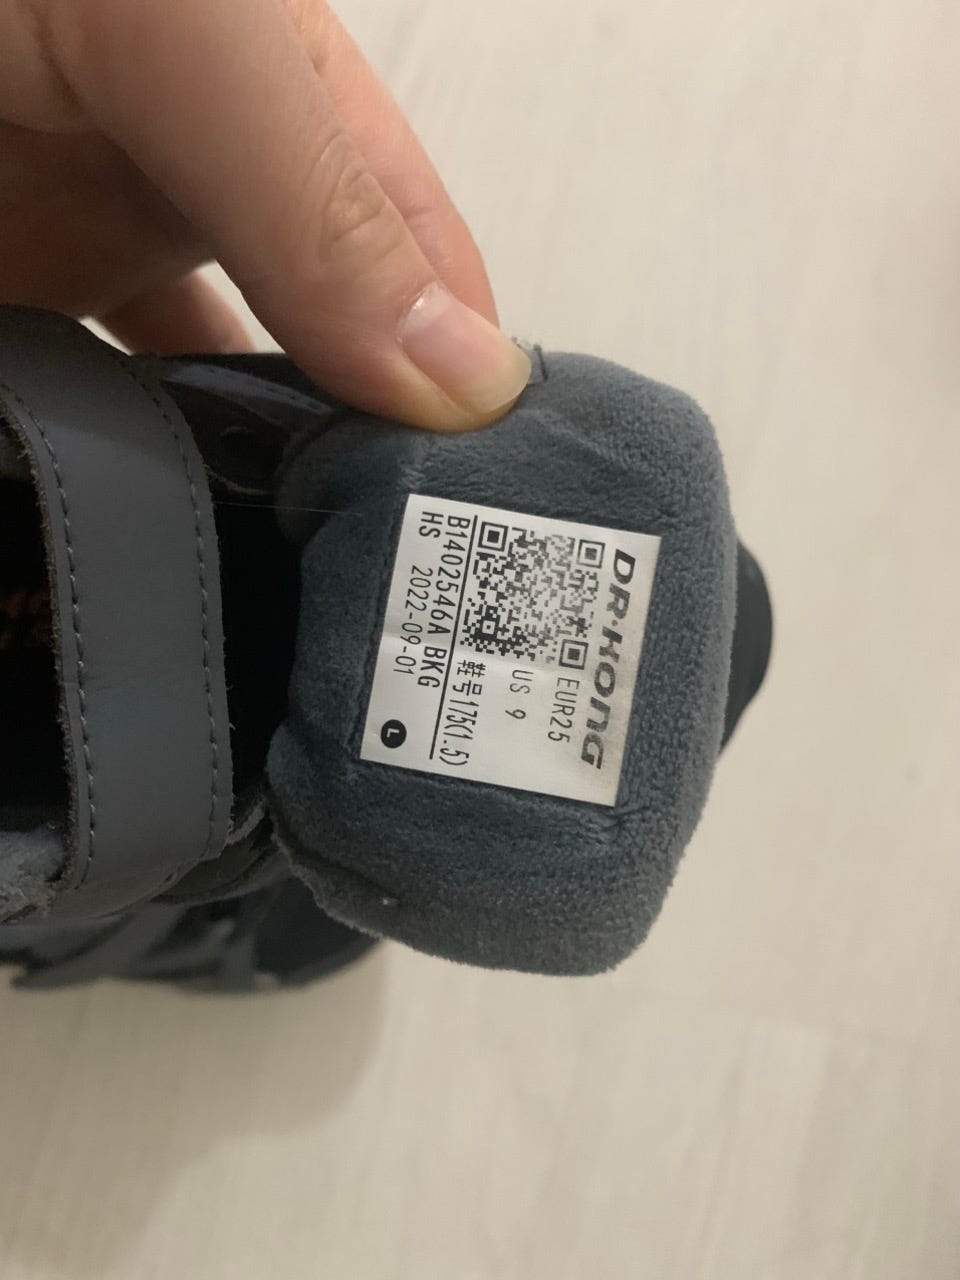 DR·KONG
EUR25
US 9
鞋号175(1.5)
B1402546A BKG
HS 2022-09-01
L